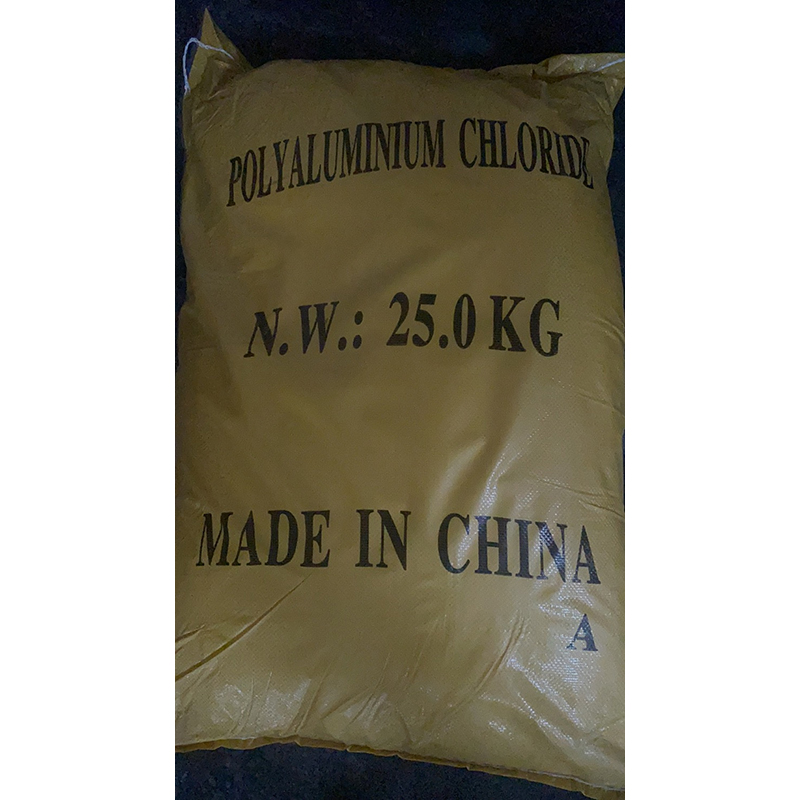 POLYALUMINIUM CHLORIDE
N.W.: 25.0 KG
MADE IN CHINA
A